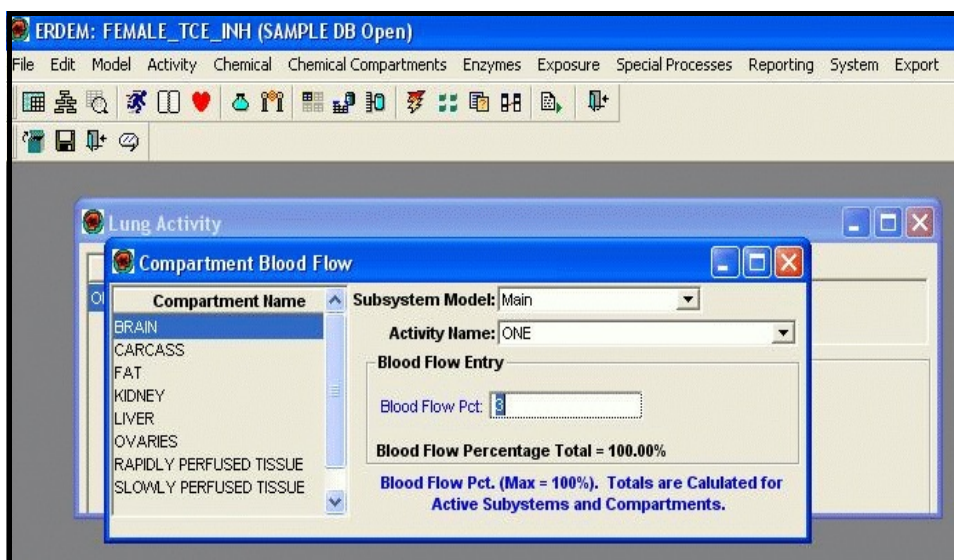 ERDEM: FEMALE_TCE_INH (SAMPLE DB Open)
File Edit Model Activity Chemical Chemical Compartments Enzymes Exposure Special Processes Reporting System Export
Lung Activity
Compartment Blood Flow
Compartment Name
BRAIN
CARCASS
FAT
KIDNEY
LIVER
OVARIES
RAPIDLY PERFUSED TISSUE
SLOWLY PERFUSED TISSUE
Subsystem Model: Main
Activity Name: ONE
Blood Flow Entry
Blood Flow Pct: 3
Blood Flow Percentage Total = 100.00%
Blood Flow Pct. (Max = 100%). Totals are Calulated for
Active Subsystems and Compartments.